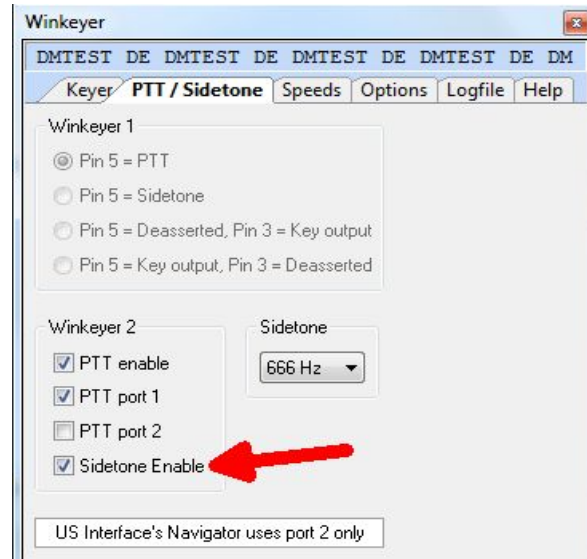 Winkeyer
DMTEST DE DMTEST DE DMTEST DE DMTEST DE DM
Keyer PTT / Sidetone Speeds Options Logfile Help
Winkeyer 1
Pin 5 = PTT
Pin 5 = Sidetone
Pin 5 = Deasserted, Pin 3 = Key output
Pin 5 = Key output, Pin 3 = Deasserted
Winkeyer 2
PTT enable
PTT port 1
PTT port 2
Sidetone Enable
Sidetone
666 Hz
US Interface's Navigator uses port 2 only